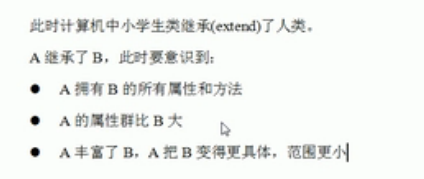 此时计算机中小学生类继承(extend)了人类。
A 继承了 B，此时要意识到:
● A 拥有 B 的所有属性和方法
● A 的属性群比 B 大
● A 丰富了 B，A 把 B 变得更具体，范围更小